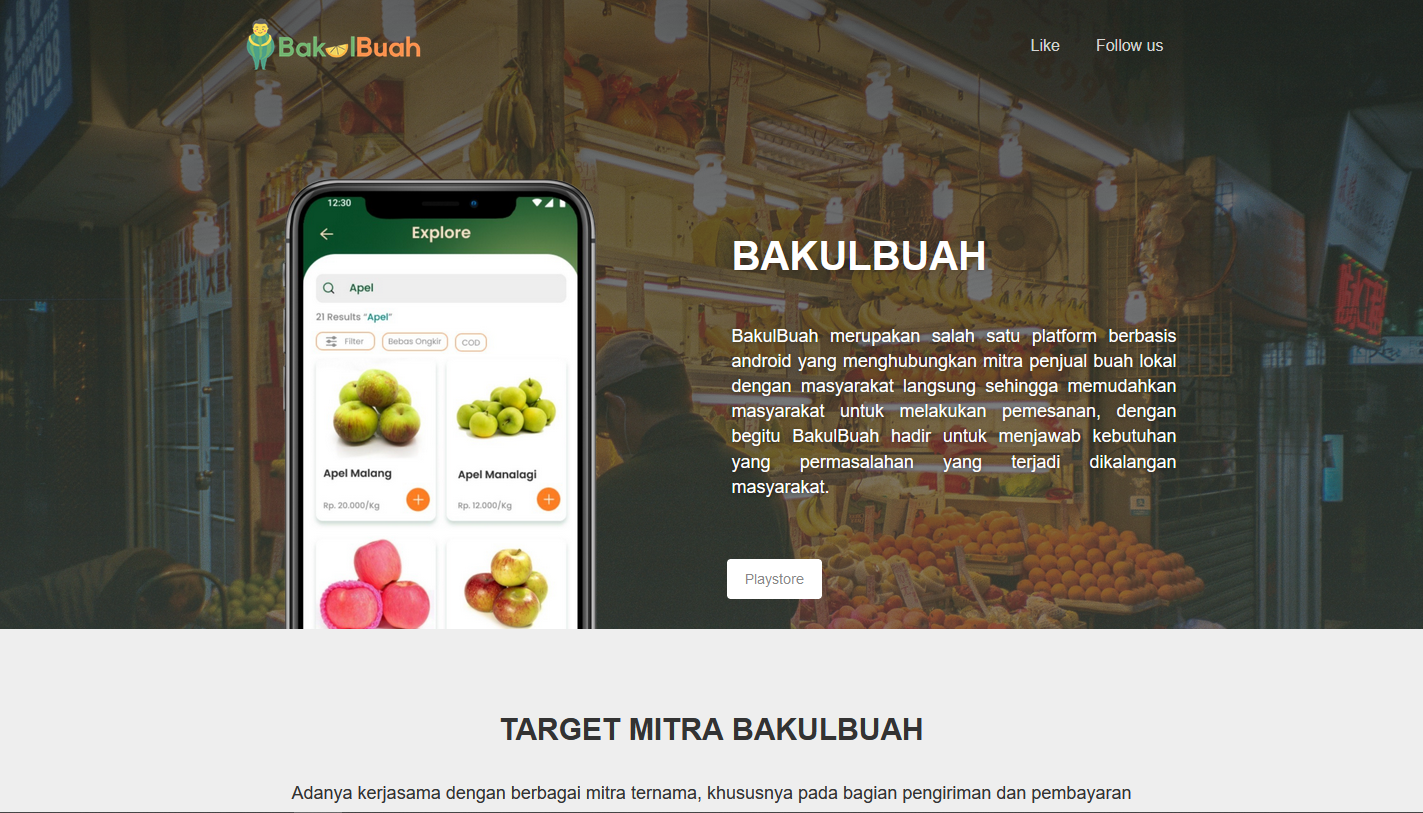 BakulBuah
Like
Follow us
12:30
Explore
Apel
21 Results "Apel"
Filter
Bebas Ongkir
COD
Apel Malang
Rp. 20.000/Kg
Apel Manalagi
Rp. 12.000/Kg
BAKULBUAH
BakulBuah merupakan salah satu platform berbasis
android yang menghubungkan mitra penjual buah lokal
dengan masyarakat langsung sehingga memudahkan
masyarakat untuk melakukan pemesanan, dengan
begitu BakulBuah hadir untuk menjawab kebutuhan
yang permasalahan yang terjadi dikalangan
masyarakat.
Playstore
TARGET MITRA BAKULBUAH
Adanya kerjasama dengan berbagai mitra ternama, khususnya pada bagian pengiriman dan pembayaran